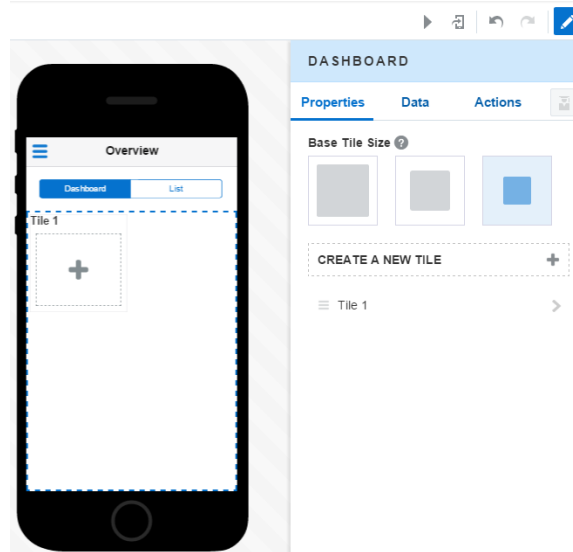 DASHBOARD
Properties Data Actions
Base Tile Size ?
CREATE A NEW TILE
Tile 1
Overview
Dashboard List
Tile 1